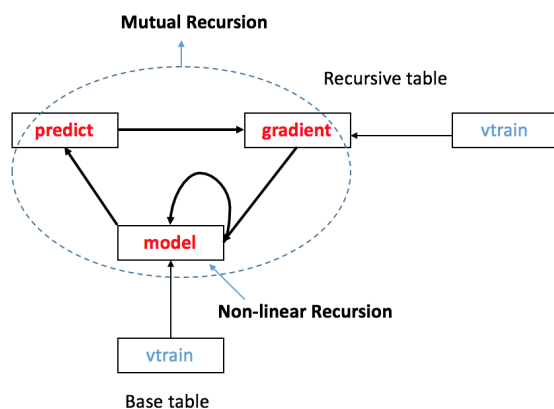 Mutual Recursion
Recursive table
predict
gradient
vtrain
model
Non-linear Recursion
vtrain
Base table